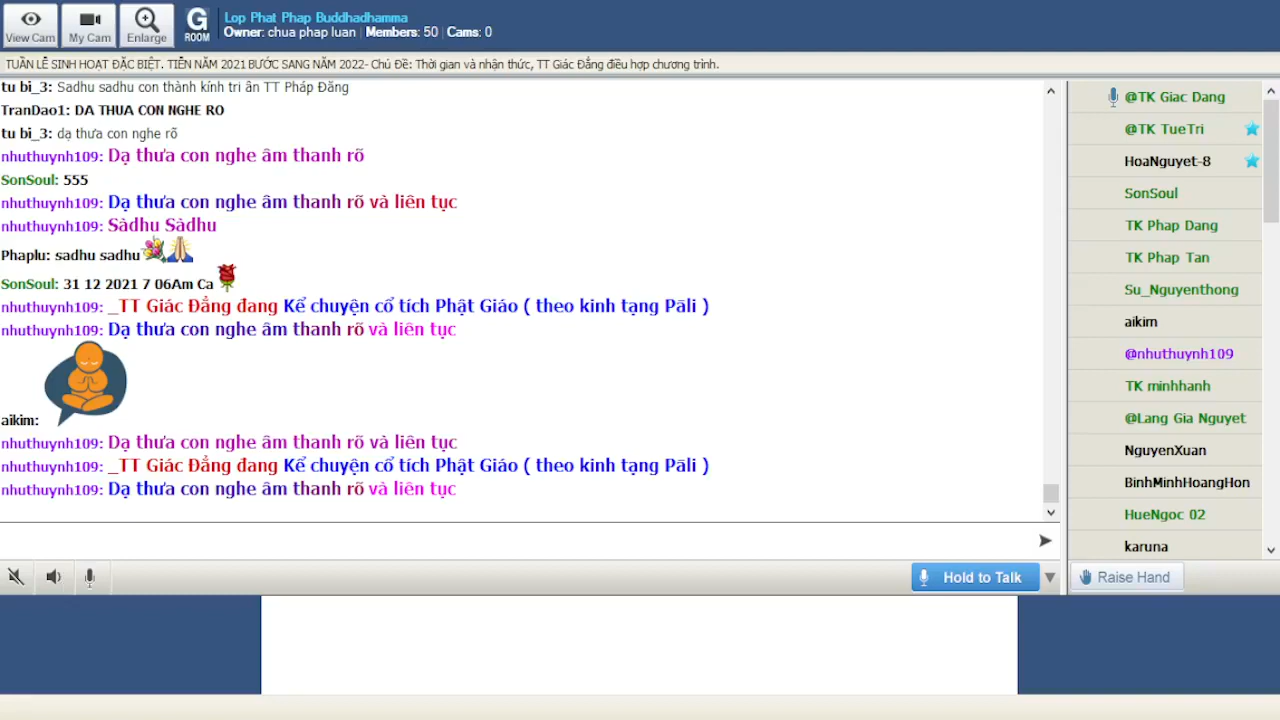 View Cam
My Cam
Enlarge
G
ROOM
Lop Phat Phap Buddhadhamma
Owner: chua phap luan Members: 50 Cams: 0
TUẦN LỄ SINH HOẠT ĐẶC BIỆT. TIỄN NĂM 2021 BƯỚC SANG NĂM 2022- Chủ Đề: Thời gian và nhận thức, TT Giác Đẳng điều hợp chương trình.
tu bi_3: Sadhu sadhu con thành kính tri ân TT Pháp Đăng
TranDao1: DA THUA CON NGHE RO
tu bi_3: dạ thưa con nghe rõ
nhuthuynh109: Dạ thưa con nghe âm thanh rõ
SonSoul: 555
nhuthuynh109: Dạ thưa con nghe âm thanh rõ và liên tục
nhuthuynh109: Sàdhu Sàdhu
Phaplu: sadhu sadhu
SonSoul: 31 12 2021 7 06Am Ca
nhuthuynh109: _TT Giác Đẳng đang Kể chuyện cổ tích Phật Giáo ( theo kinh tạng Pāli )
nhuthuynh109: Dạ thưa con nghe âm thanh rõ và liên tục
aikim:
nhuthuynh109: Dạ thưa con nghe âm thanh rõ và liên tục
nhuthuynh109: _TT Giác Đẳng đang Kể chuyện cổ tích Phật Giáo ( theo kinh tạng Pāli )
nhuthuynh109: Dạ thưa con nghe âm thanh rõ và liên tục
Hold to Talk
@TK Giac Dang
@TK TueTri
HoaNguyet-8
SonSoul
TK Phap Dang
TK Phap Tan
Su_Nguyenthong
aikim
@nhuthuynh109
TK minhhanh
@Lang Gia Nguyet
NguyenXuan
BinhMinhHoangHon
HueNgoc 02
karuna
Raise Hand